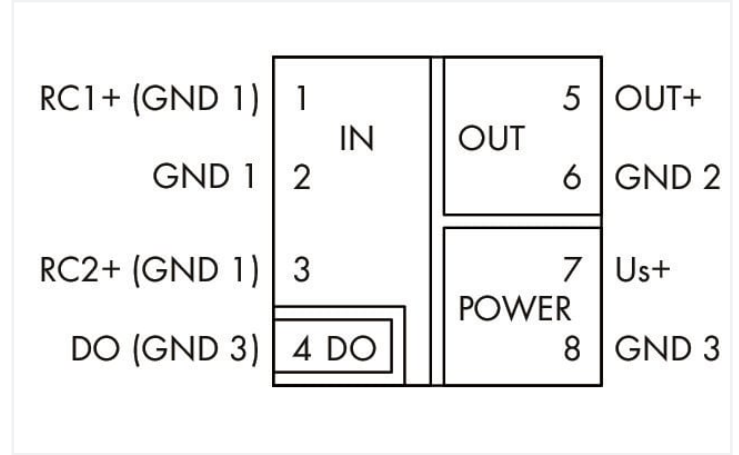 RC1+ (GND 1) 1 5 OUT+
IN OUT
GND 1 2 6 GND 2
RC2+ (GND 1) 3 7 Us+
POWER
DO (GND 3) 4 DO 8 GND 3